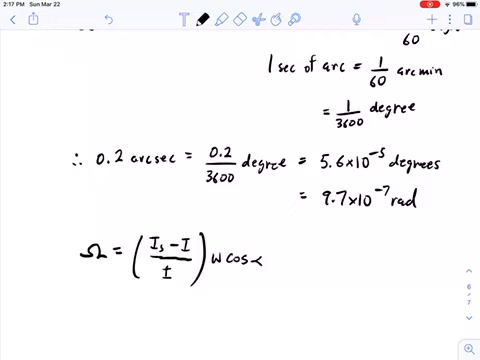 2:17 PM Sun Mar 22
96%
60
1 sec of arc = 1/60 arcmin
= 1/3600 degree
∴ 0.2 arcsec = 0.2/3600 degree = 5.6×10^-5 degrees
= 9.7×10^-7 rad
Ω = ( (I_s - I) / I ) ω cos α
6
/
7